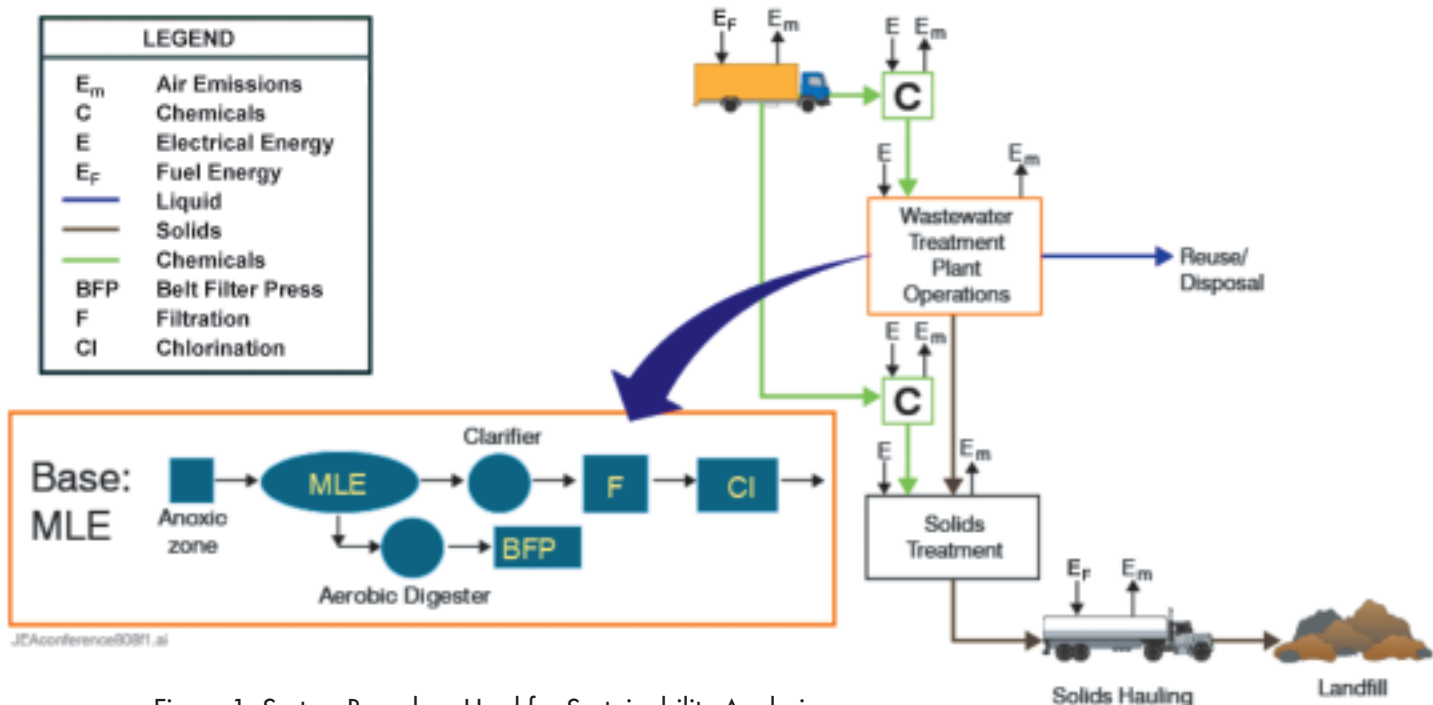 LEGEND
Em Air Emissions
C Chemicals
E Electrical Energy
EF Fuel Energy
Liquid
Solids
Chemicals
BFP Belt Filter Press
F Filtration
Cl Chlorination
EF Em
E Em
C
E Em
Wastewater
Treatment
Plant
Operations
Reuse/
Disposal
E Em
C
E Em
Solids
Treatment
EF Em
Solids Hauling
Landfill
Base:
MLE
Anoxic
zone
MLE
Clarifier
F
Cl
Aerobic Digester
BFP
JEAconference808f1.ai